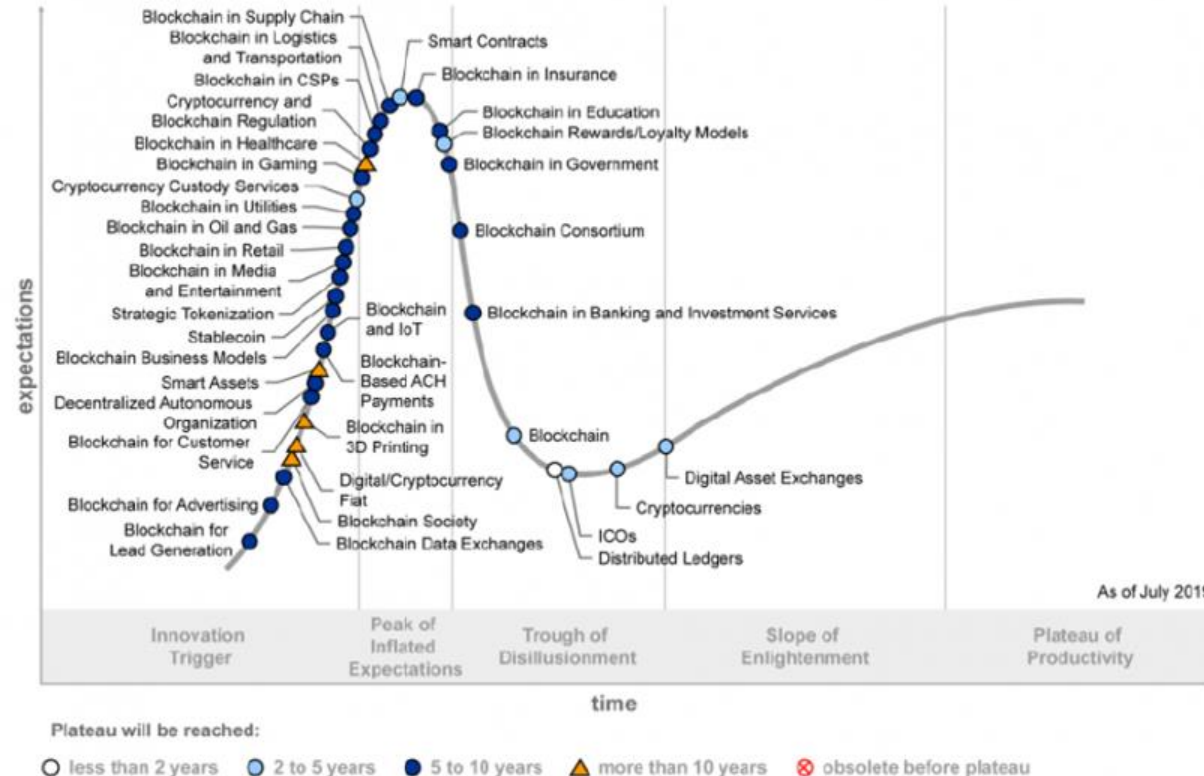 Blockchain in Supply Chain
Blockchain in Logistics
and Transportation
Blockchain in CSPs
Cryptocurrency and
Blockchain Regulation
Blockchain in Healthcare
Blockchain in Gaming
Cryptocurrency Custody Services
Blockchain in Utilities
Blockchain in Oil and Gas
Blockchain in Retail
Blockchain in Media
and Entertainment
Strategic Tokenization
Stablecoin
Blockchain Business Models
Smart Assets
Decentralized Autonomous
Organization
Blockchain for Customer
Service
Blockchain for Advertising
Blockchain for
Lead Generation
Smart Contracts
Blockchain in Insurance
Blockchain in Education
Blockchain Rewards/Loyalty Models
Blockchain in Government
Blockchain Consortium
Blockchain in Banking and Investment Services
Blockchain
and IoT
Blockchain-
Based ACH
Payments
Blockchain in
3D Printing
Digital/Cryptocurrency
Fiat
Blockchain Society
Blockchain Data Exchanges
Blockchain
Digital Asset Exchanges
Cryptocurrencies
ICOs
Distributed Ledgers
expectations
As of July 2019
Innovation
Trigger
Peak of
Inflated
Expectations
Trough of
Disillusionment
Slope of
Enlightenment
Plateau of
Productivity
time
Plateau will be reached:
less than 2 years
2 to 5 years
5 to 10 years
more than 10 years
obsolete before plateau